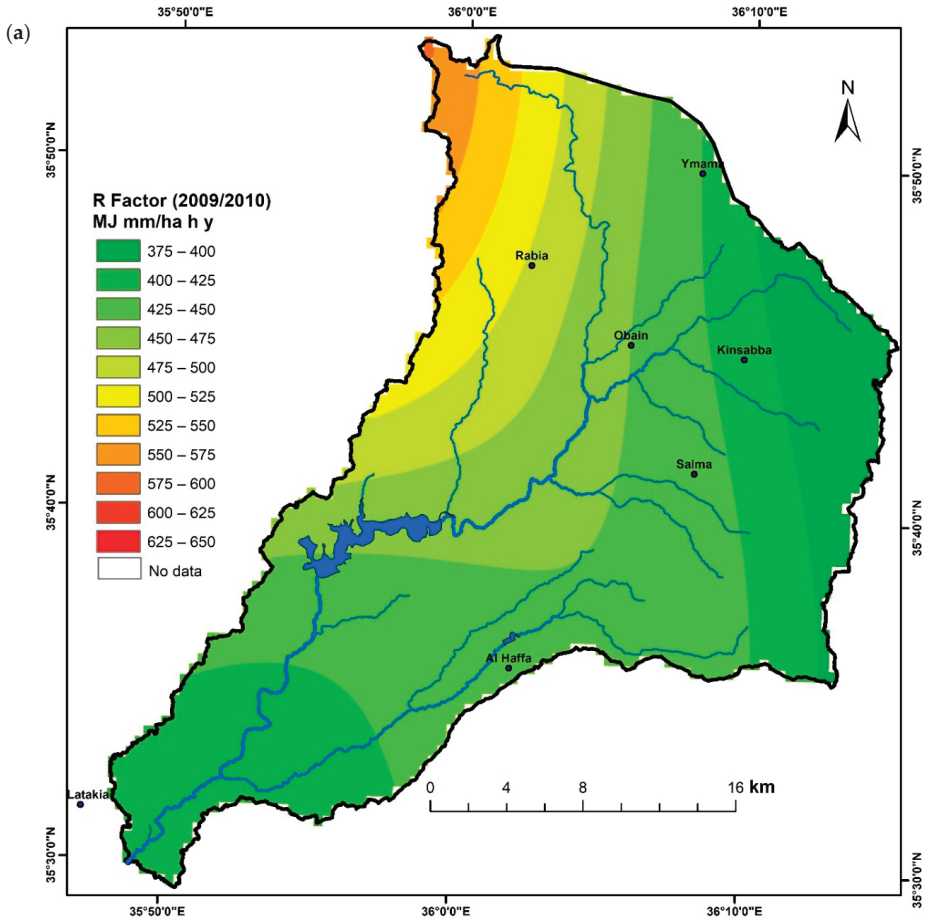 (a)
35°50'0"E
36°0'0"E
36°10'0"E
N
35°50'0"N
35°50'0"N
Ymama
R Factor (2009/2010)
MJ mm/ha h y
375 – 400
400 – 425
425 – 450
450 – 475
475 – 500
500 – 525
525 – 550
550 – 575
575 – 600
600 – 625
625 – 650
No data
Rabia
Obain
Kinsabba
Salma
35°40'0"N
35°40'0"N
Al Haffa
Latakia
0 4 8 16 km
35°30'0"N
35°30'0"N
35°50'0"E
36°0'0"E
36°10'0"E